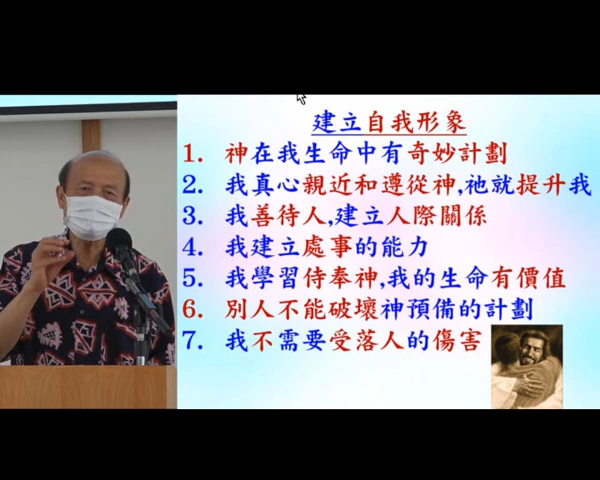 建立自我形象
1. 神在我生命中有奇妙計劃
2. 我真心親近和遵從神,祂就提升我
3. 我善待人,建立人際關係
4. 我建立處事的能力
5. 我學習侍奉神,我的生命有價值
6. 別人不能破壞神預備的計劃
7. 我不需要受落人的傷害